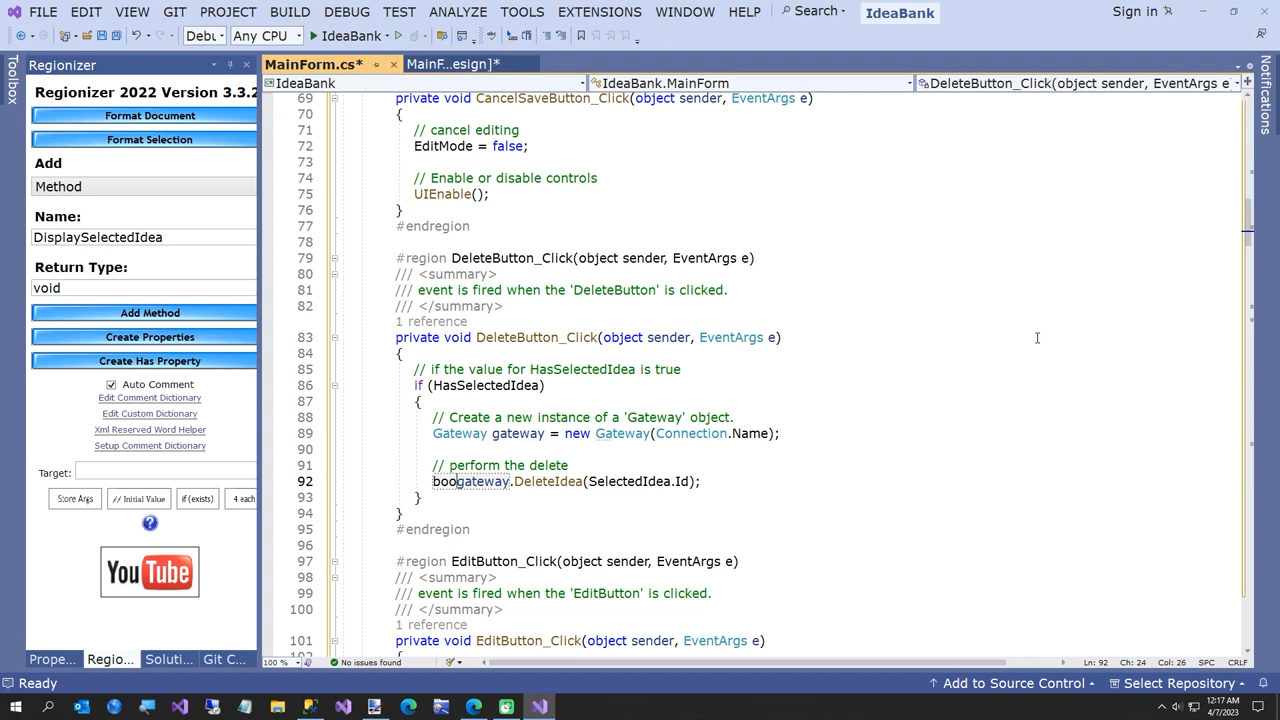 FILE EDIT VIEW GIT PROJECT BUILD DEBUG TEST ANALYZE TOOLS EXTENSIONS WINDOW HELP Search IdeaBank Sign in
Debu Any CPU IdeaBank
Toolbox
Regionizer
Regionizer 2022 Version 3.3.2
Format Document
Format Selection
Add
Method
Name:
DisplaySelectedIdea
Return Type:
void
Add Method
Create Properties
Create Has Property
Auto Comment
Edit Comment Dictionary
Edit Custom Dictionary
Xml Reserved Word Helper
Setup Comment Dictionary
Target:
Store Args // Initial Value if (exists) 4 each
?
YouTube
Prope... Regio... Soluti... Git C...
MainForm.cs* MainF...esign]*
IdeaBank IdeaBank.MainForm DeleteButton_Click(object sender, EventArgs e
69 private void CancelSaveButton_Click(object sender, EventArgs e)
70 {
71 // cancel editing
72 EditMode = false;
73
74 // Enable or disable controls
75 UIEnable();
76 }
77 #endregion
78
79 #region DeleteButton_Click(object sender, EventArgs e)
80 /// <summary>
81 /// event is fired when the 'DeleteButton' is clicked.
82 /// </summary>
1 reference
83 private void DeleteButton_Click(object sender, EventArgs e)
84 {
85 // if the value for HasSelectedIdea is true
86 if (HasSelectedIdea)
87 {
88 // Create a new instance of a 'Gateway' object.
89 Gateway gateway = new Gateway(Connection.Name);
90
91 // perform the delete
92 boogateway.DeleteIdea(SelectedIdea.Id);
93 }
94 }
95 #endregion
96
97 #region EditButton_Click(object sender, EventArgs e)
98 /// <summary>
99 /// event is fired when the 'EditButton' is clicked.
100 /// </summary>
1 reference
101 private void EditButton_Click(object sender, EventArgs e)
Notifications
100 % No issues found Ln: 92 Ch: 24 Col: 26 SPC CRLF
Ready Add to Source Control Select Repository
12:17 AM
4/7/2023